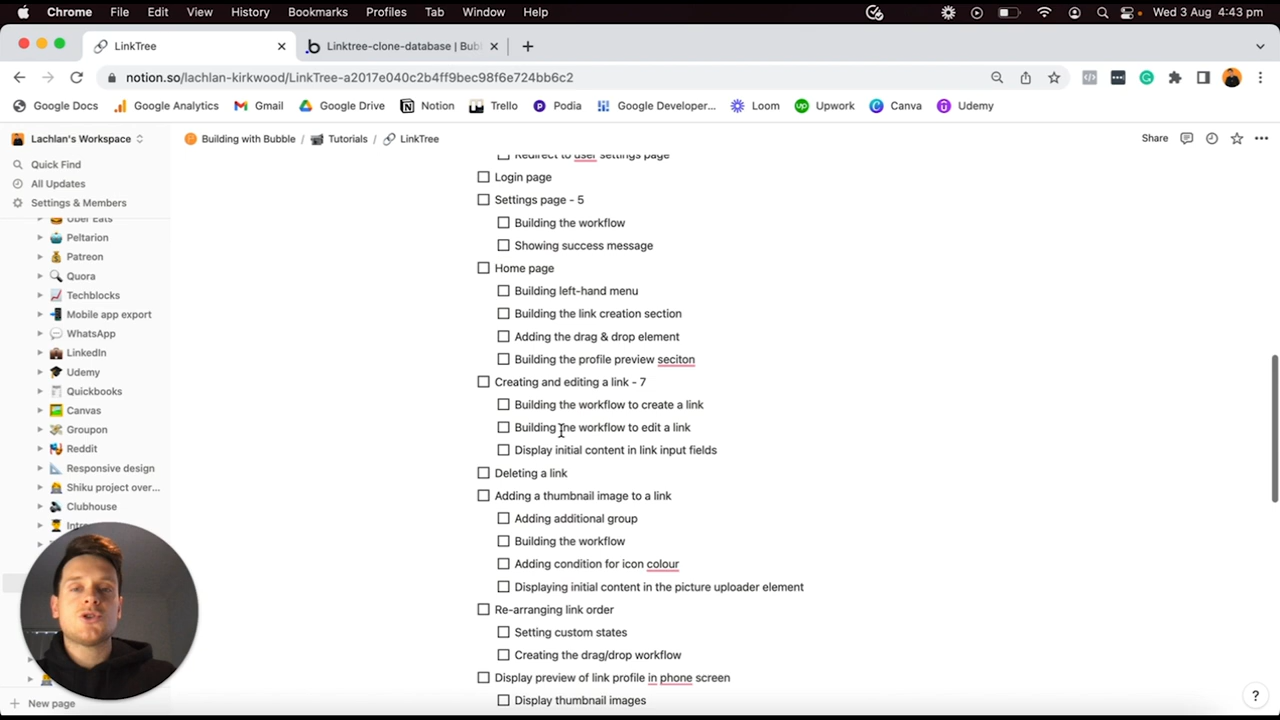 Chrome File Edit View History Bookmarks Profiles Tab Window Help Wed 3 Aug 4:43 pm
LinkTree
Linktree-clone-database | Bub
notion.so/lachlan-kirkwood/LinkTree-a2017e040c2b4ff9bec98f6e724bb6c2
Google Docs Google Analytics Gmail Google Drive Notion Trello Podia Google Developer... Loom Upwork Canva Udemy
Lachlan's Workspace
Building with Bubble / Tutorials / LinkTree
Share
Quick Find
All Updates
Settings & Members
Uber Eats
Peltarion
Patreon
Quora
Techblocks
Mobile app export
WhatsApp
LinkedIn
Udemy
Quickbooks
Canvas
Groupon
Reddit
Responsive design
Shiku project over...
Clubhouse
New page
Redirect to user settings page
Login page
Settings page - 5
Building the workflow
Showing success message
Home page
Building left-hand menu
Building the link creation section
Adding the drag & drop element
Building the profile preview seciton
Creating and editing a link - 7
Building the workflow to create a link
Building the workflow to edit a link
Display initial content in link input fields
Deleting a link
Adding a thumbnail image to a link
Adding additional group
Building the workflow
Adding condition for icon colour
Displaying initial content in the picture uploader element
Re-arranging link order
Setting custom states
Creating the drag/drop workflow
Display preview of link profile in phone screen
Display thumbnail images
?